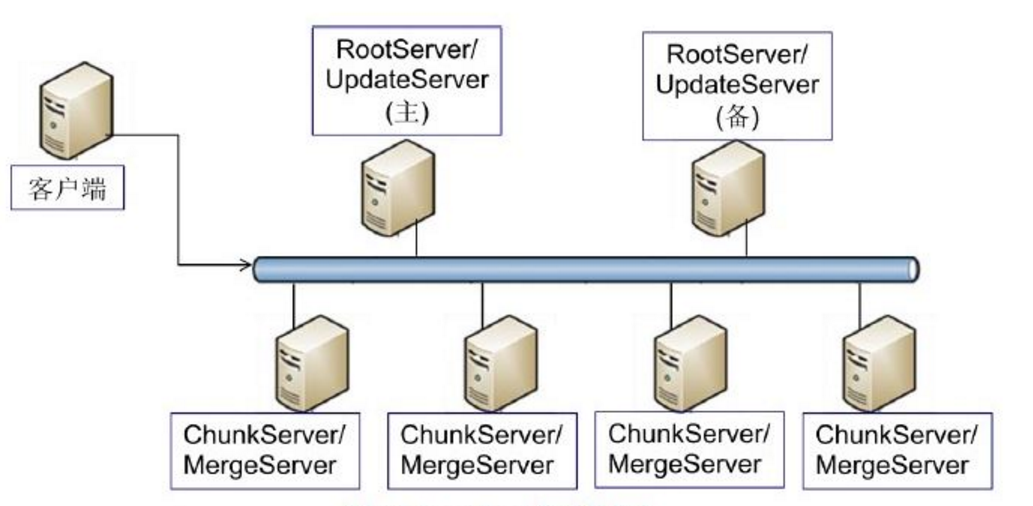 RootServer/
UpdateServer
(主)
RootServer/
UpdateServer
(备)
客户端
ChunkServer/
MergeServer
ChunkServer/
MergeServer
ChunkServer/
MergeServer
ChunkServer/
MergeServer